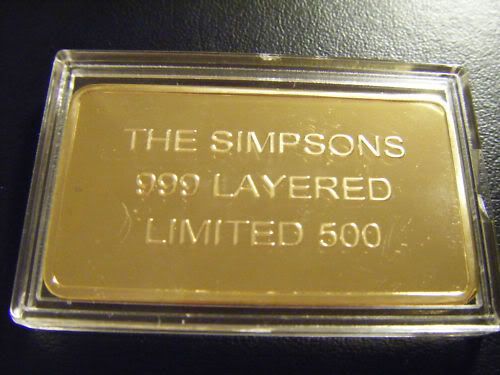 THE SIMPSONS
999 LAYERED
LIMITED 500